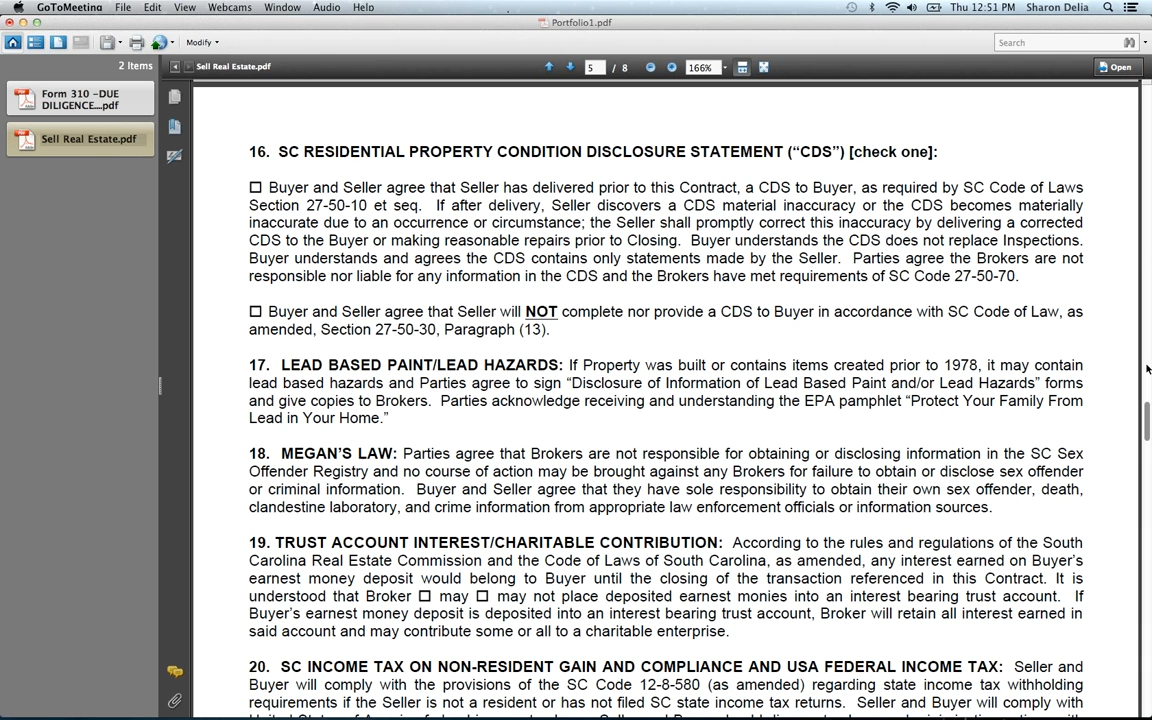 GoToMeeting File Edit View Webcams Window Audio Help Thu 12:51 PM Sharon Delia
Portfolio1.pdf
Modify Search
2 Items Sell Real Estate.pdf 5 / 8 166% Open
Form 310 –DUE
DILIGENCE....pdf
Sell Real Estate.pdf
16. SC RESIDENTIAL PROPERTY CONDITION DISCLOSURE STATEMENT (“CDS”) [check one]:
☐ Buyer and Seller agree that Seller has delivered prior to this Contract, a CDS to Buyer, as required by SC Code of Laws
Section 27-50-10 et seq. If after delivery, Seller discovers a CDS material inaccuracy or the CDS becomes materially
inaccurate due to an occurrence or circumstance; the Seller shall promptly correct this inaccuracy by delivering a corrected
CDS to the Buyer or making reasonable repairs prior to Closing. Buyer understands the CDS does not replace Inspections.
Buyer understands and agrees the CDS contains only statements made by the Seller. Parties agree the Brokers are not
responsible nor liable for any information in the CDS and the Brokers have met requirements of SC Code 27-50-70.
☐ Buyer and Seller agree that Seller will NOT complete nor provide a CDS to Buyer in accordance with SC Code of Law, as
amended, Section 27-50-30, Paragraph (13).
17. LEAD BASED PAINT/LEAD HAZARDS: If Property was built or contains items created prior to 1978, it may contain
lead based hazards and Parties agree to sign “Disclosure of Information of Lead Based Paint and/or Lead Hazards” forms
and give copies to Brokers. Parties acknowledge receiving and understanding the EPA pamphlet “Protect Your Family From
Lead in Your Home.”
18. MEGAN’S LAW: Parties agree that Brokers are not responsible for obtaining or disclosing information in the SC Sex
Offender Registry and no course of action may be brought against any Brokers for failure to obtain or disclose sex offender
or criminal information. Buyer and Seller agree that they have sole responsibility to obtain their own sex offender, death,
clandestine laboratory, and crime information from appropriate law enforcement officials or information sources.
19. TRUST ACCOUNT INTEREST/CHARITABLE CONTRIBUTION: According to the rules and regulations of the South
Carolina Real Estate Commission and the Code of Laws of South Carolina, as amended, any interest earned on Buyer’s
earnest money deposit would belong to Buyer until the closing of the transaction referenced in this Contract. It is
understood that Broker ☐ may ☐ may not place deposited earnest monies into an interest bearing trust account. If
Buyer’s earnest money deposit is deposited into an interest bearing trust account, Broker will retain all interest earned in
said account and may contribute some or all to a charitable enterprise.
20. SC INCOME TAX ON NON-RESIDENT GAIN AND COMPLIANCE AND USA FEDERAL INCOME TAX: Seller and
Buyer will comply with the provisions of the SC Code 12-8-580 (as amended) regarding state income tax withholding
requirements if the Seller is not a resident or has not filed SC state income tax returns. Seller and Buyer will comply with